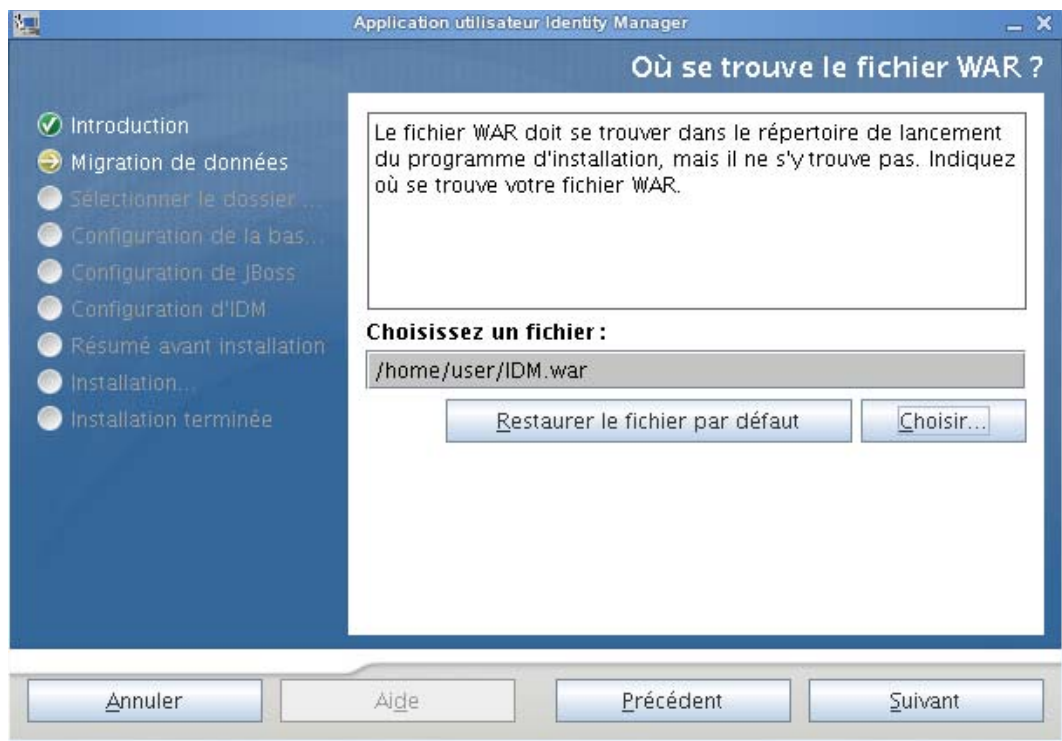 Application utilisateur Identity Manager
Où se trouve le fichier WAR ?
Introduction
Migration de données
Sélectionner le dossier ...
Configuration de la bas...
Configuration de JBoss
Configuration d'IDM
Résumé avant installation
Installation...
Installation terminée
Le fichier WAR doit se trouver dans le répertoire de lancement
du programme d'installation, mais il ne s'y trouve pas. Indiquez
où se trouve votre fichier WAR.
Choisissez un fichier :
/home/user/IDM.war
Restaurer le fichier par défaut
Choisir...
Annuler
Aide
Précédent
Suivant